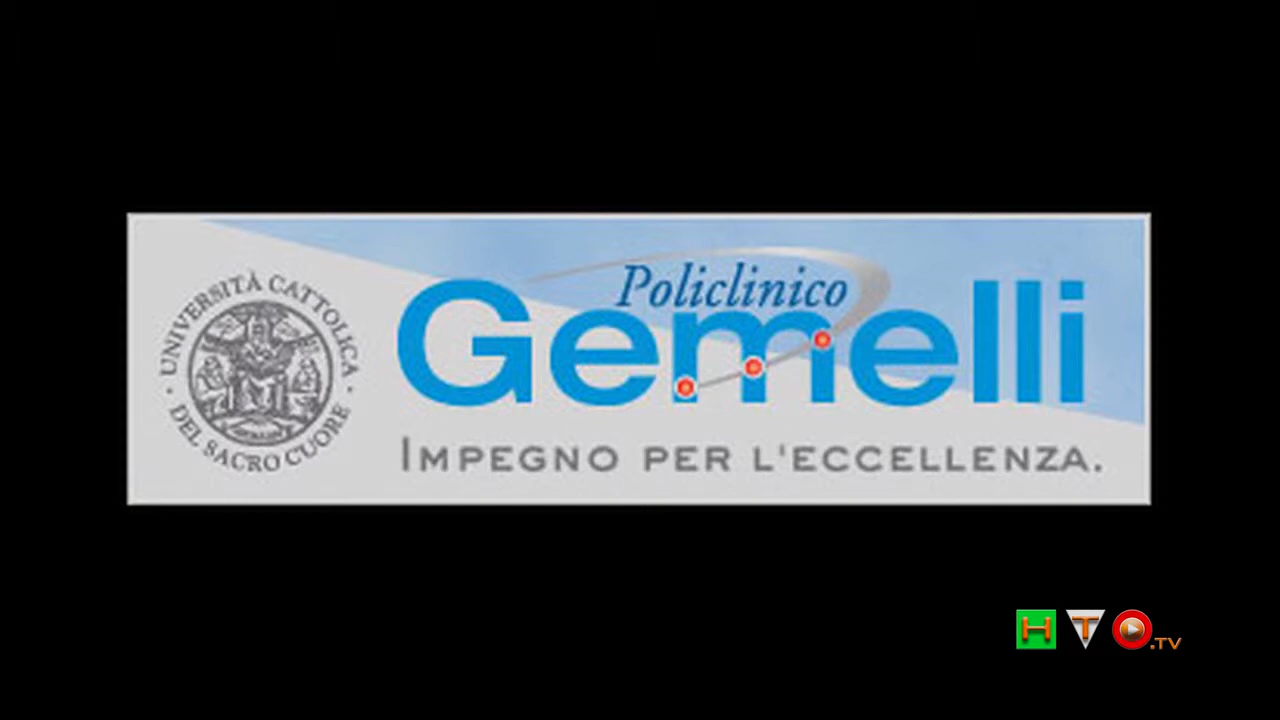 UNIVERSITÀ CATTOLICA
· DEL SACRO CUORE ·
Policlinico
Gemelli
IMPEGNO PER L'ECCELLENZA.
HTO.TV